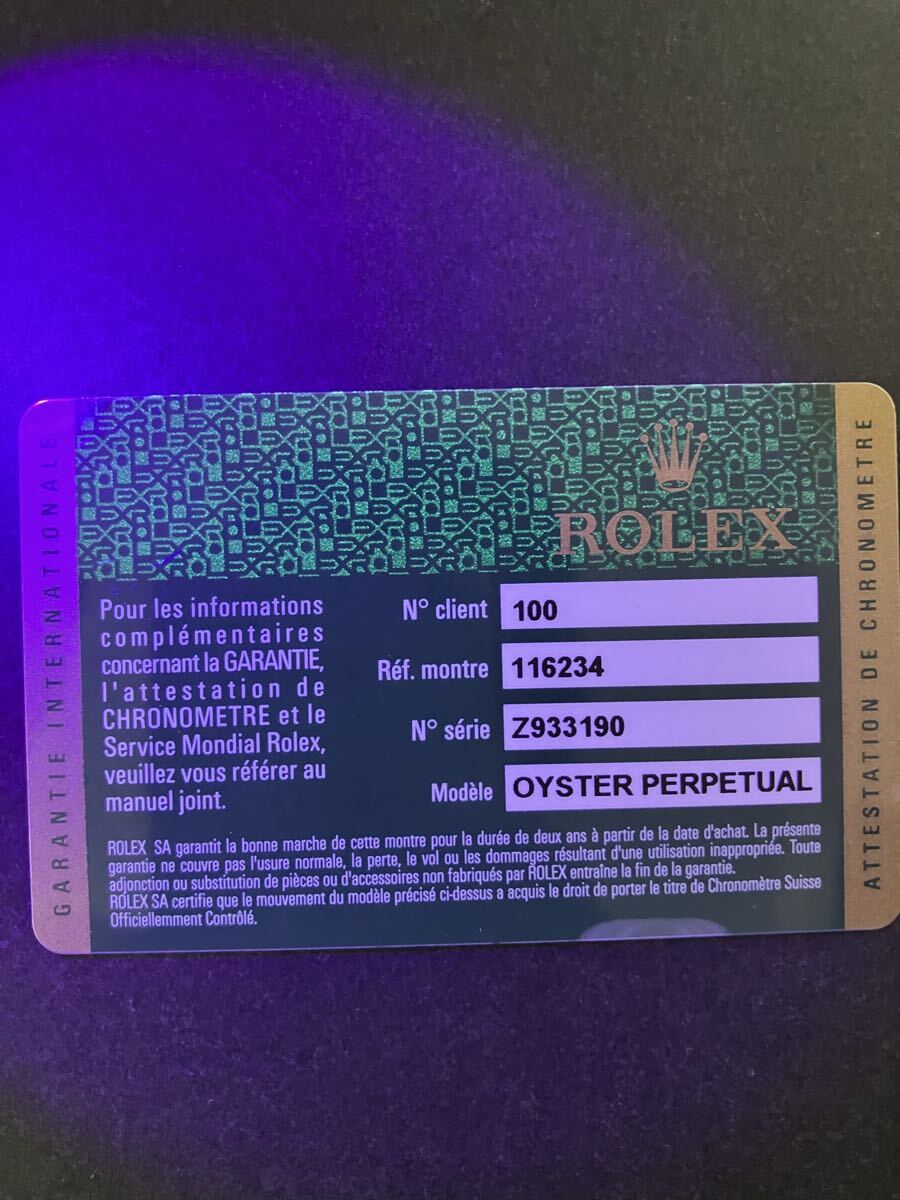 GARANTIE INTERNATIONALE
ROLEX
Pour les informations
complémentaires
concernant la GARANTIE,
l'attestation de
CHRONOMETRE et le
Service Mondial Rolex,
veuillez vous référer au
manuel joint.
N° client 100
Réf. montre 116234
N° série Z933190
Modèle OYSTER PERPETUAL
ROLEX SA garantit la bonne marche de cette montre pour la durée de deux ans à partir de la date d'achat. La présente
garantie ne couvre pas l'usure normale, la perte, le vol ou les dommages résultant d'une utilisation inappropriée. Toute
adjonction ou substitution de pièces ou d'accessoires non fabriqués par ROLEX entraîne la fin de la garantie.
ROLEX SA certifie que le mouvement du modèle précisé ci-dessus a acquis le droit de porter le titre de Chronomètre Suisse
Officiellemment Contrôlé.
ATTESTATION DE CHRONOMETRE